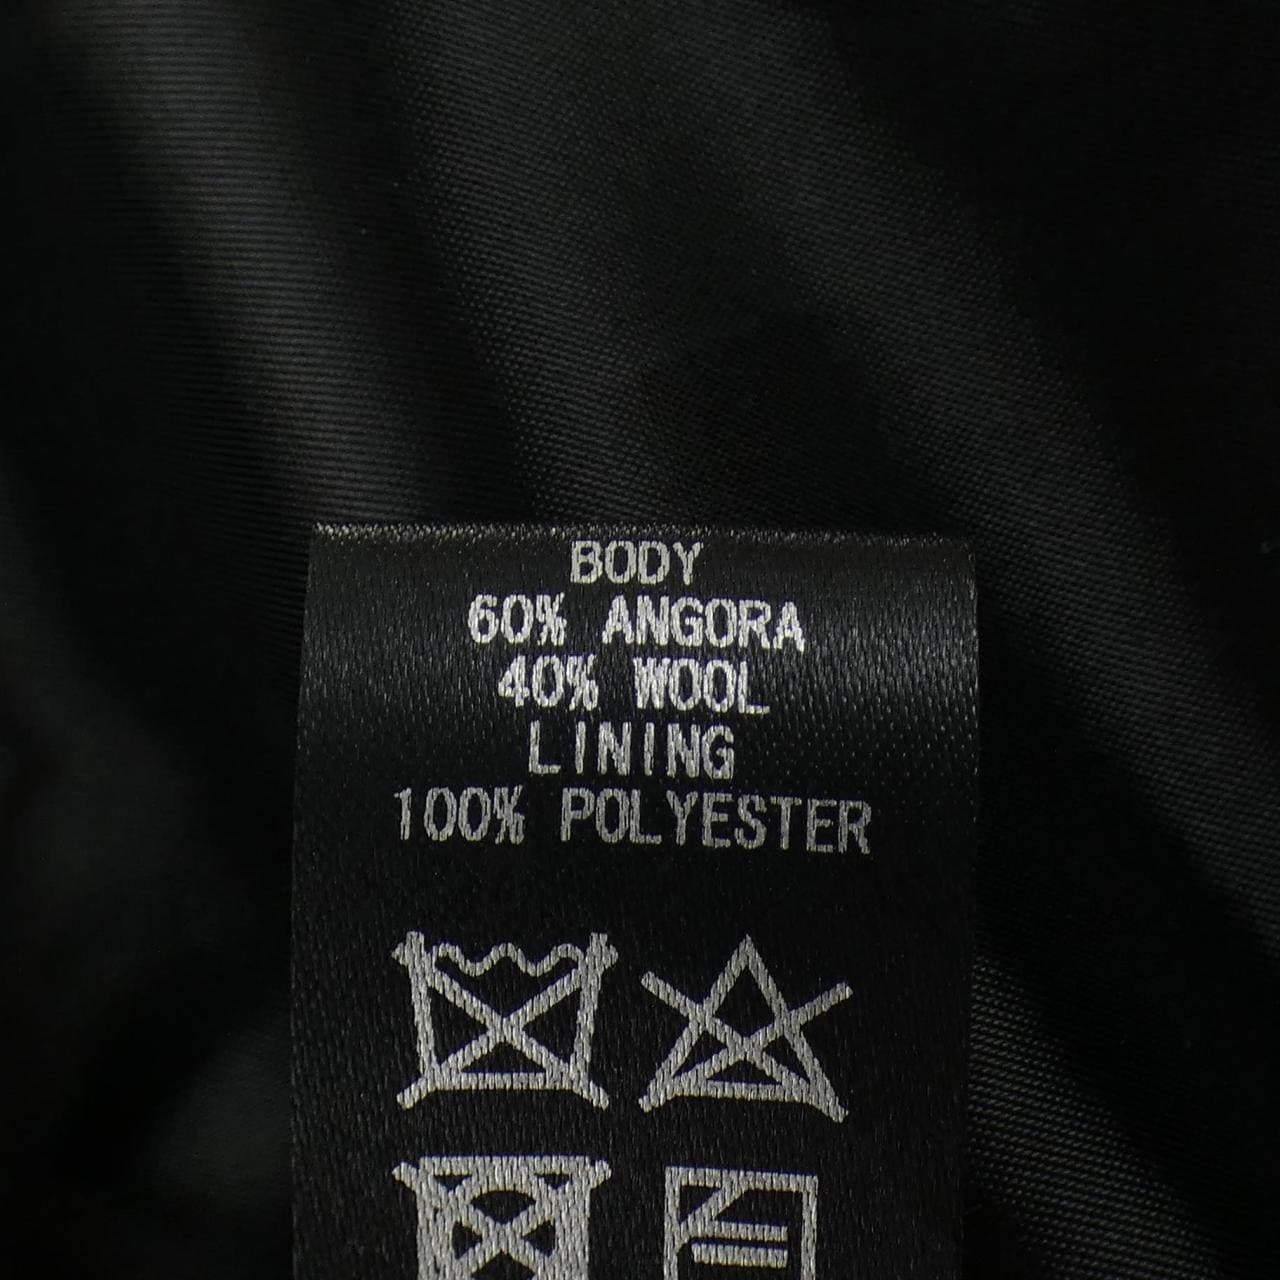 BODY
60% ANGORA
40% WOOL
LINING
100% POLYESTER